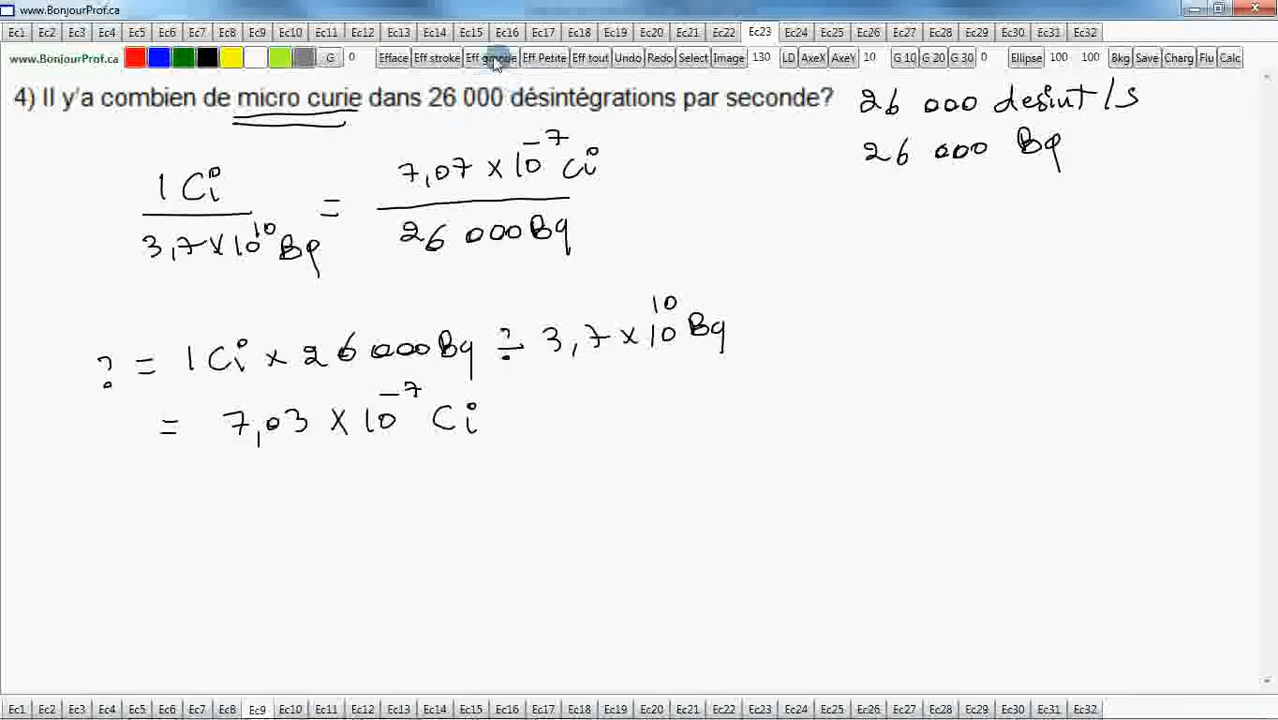 www.BonjourProf.ca
Ec1 Ec2 Ec3 Ec4 Ec5 Ec6 Ec7 Ec8 Ec9 Ec10 Ec11 Ec12 Ec13 Ec14 Ec15 Ec16 Ec17 Ec18 Ec19 Ec20 Ec21 Ec22 Ec23 Ec24 Ec25 Ec26 Ec27 Ec28 Ec29 Ec30 Ec31 Ec32
www.BonjourProf.ca G 0 Efface Eff stroke Eff Eff Petite Eff tout Undo Redo Select Image 130 LD AxeX AxeY 10 G 10 G 20 G 30 0 Ellipse 100 100 Bkg Save Charg Flu Calc
4) Il y'a combien de micro curie dans 26 000 désintégrations par seconde? 26 000 desint/s
26 000 Bq
1 Ci / 3,7 × 10^10 Bq = 7,07 × 10^-7 Ci / 26 000 Bq
? = 1 Ci × 26 000 Bq ÷ 3,7 × 10^10 Bq
= 7,03 × 10^-7 Ci
Ec1 Ec2 Ec3 Ec4 Ec5 Ec6 Ec7 Ec8 Ec9 Ec10 Ec11 Ec12 Ec13 Ec14 Ec15 Ec16 Ec17 Ec18 Ec19 Ec20 Ec21 Ec22 Ec23 Ec24 Ec25 Ec26 Ec27 Ec28 Ec29 Ec30 Ec31 Ec32